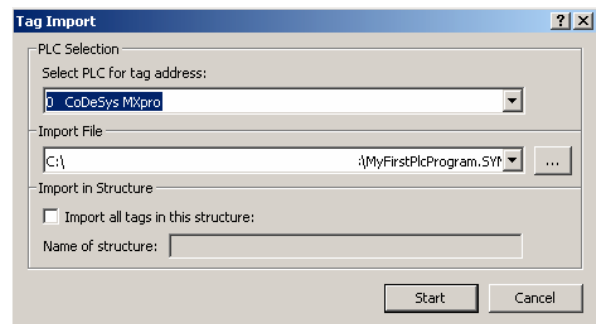 Tag Import
PLC Selection
Select PLC for tag address:
0 CoDeSys MXpro
Import File
C:\ :\MyFirstPlcProgram.SYM
...
Import in Structure
Import all tags in this structure:
Name of structure:
Start Cancel